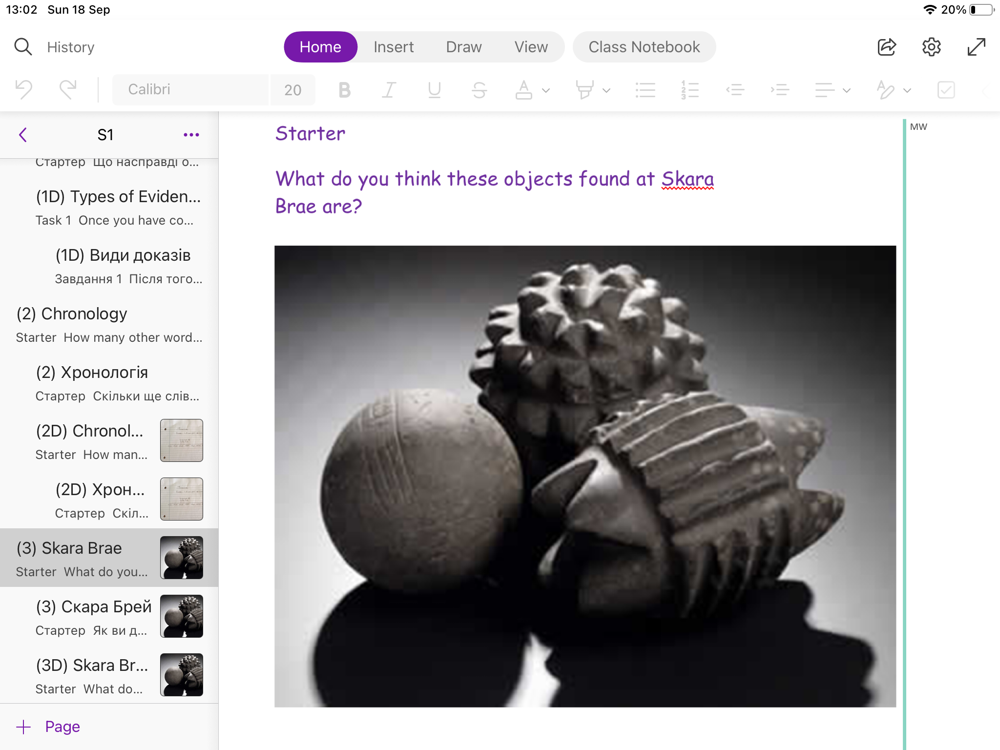 13:02 Sun 18 Sep
20%
History
Home Insert Draw View Class Notebook
Calibri 20 B I U S A
S1
Стартер Що насправді о...
(1D) Types of Eviden...
Task 1 Once you have co...
(1D) Види доказів
Завдання 1 Після того...
(2) Chronology
Starter How many other word...
(2) Хронологія
Стартер Скільки ще слів...
(2D) Chronol...
Starter How man...
(2D) Хрон...
Стартер Скіл...
(3) Skara Brae
Starter What do you...
(3) Скара Брей
Стартер Як ви д...
(3D) Skara Br...
Starter What do...
Page
Starter
What do you think these objects found at Skara
Brae are?
MW